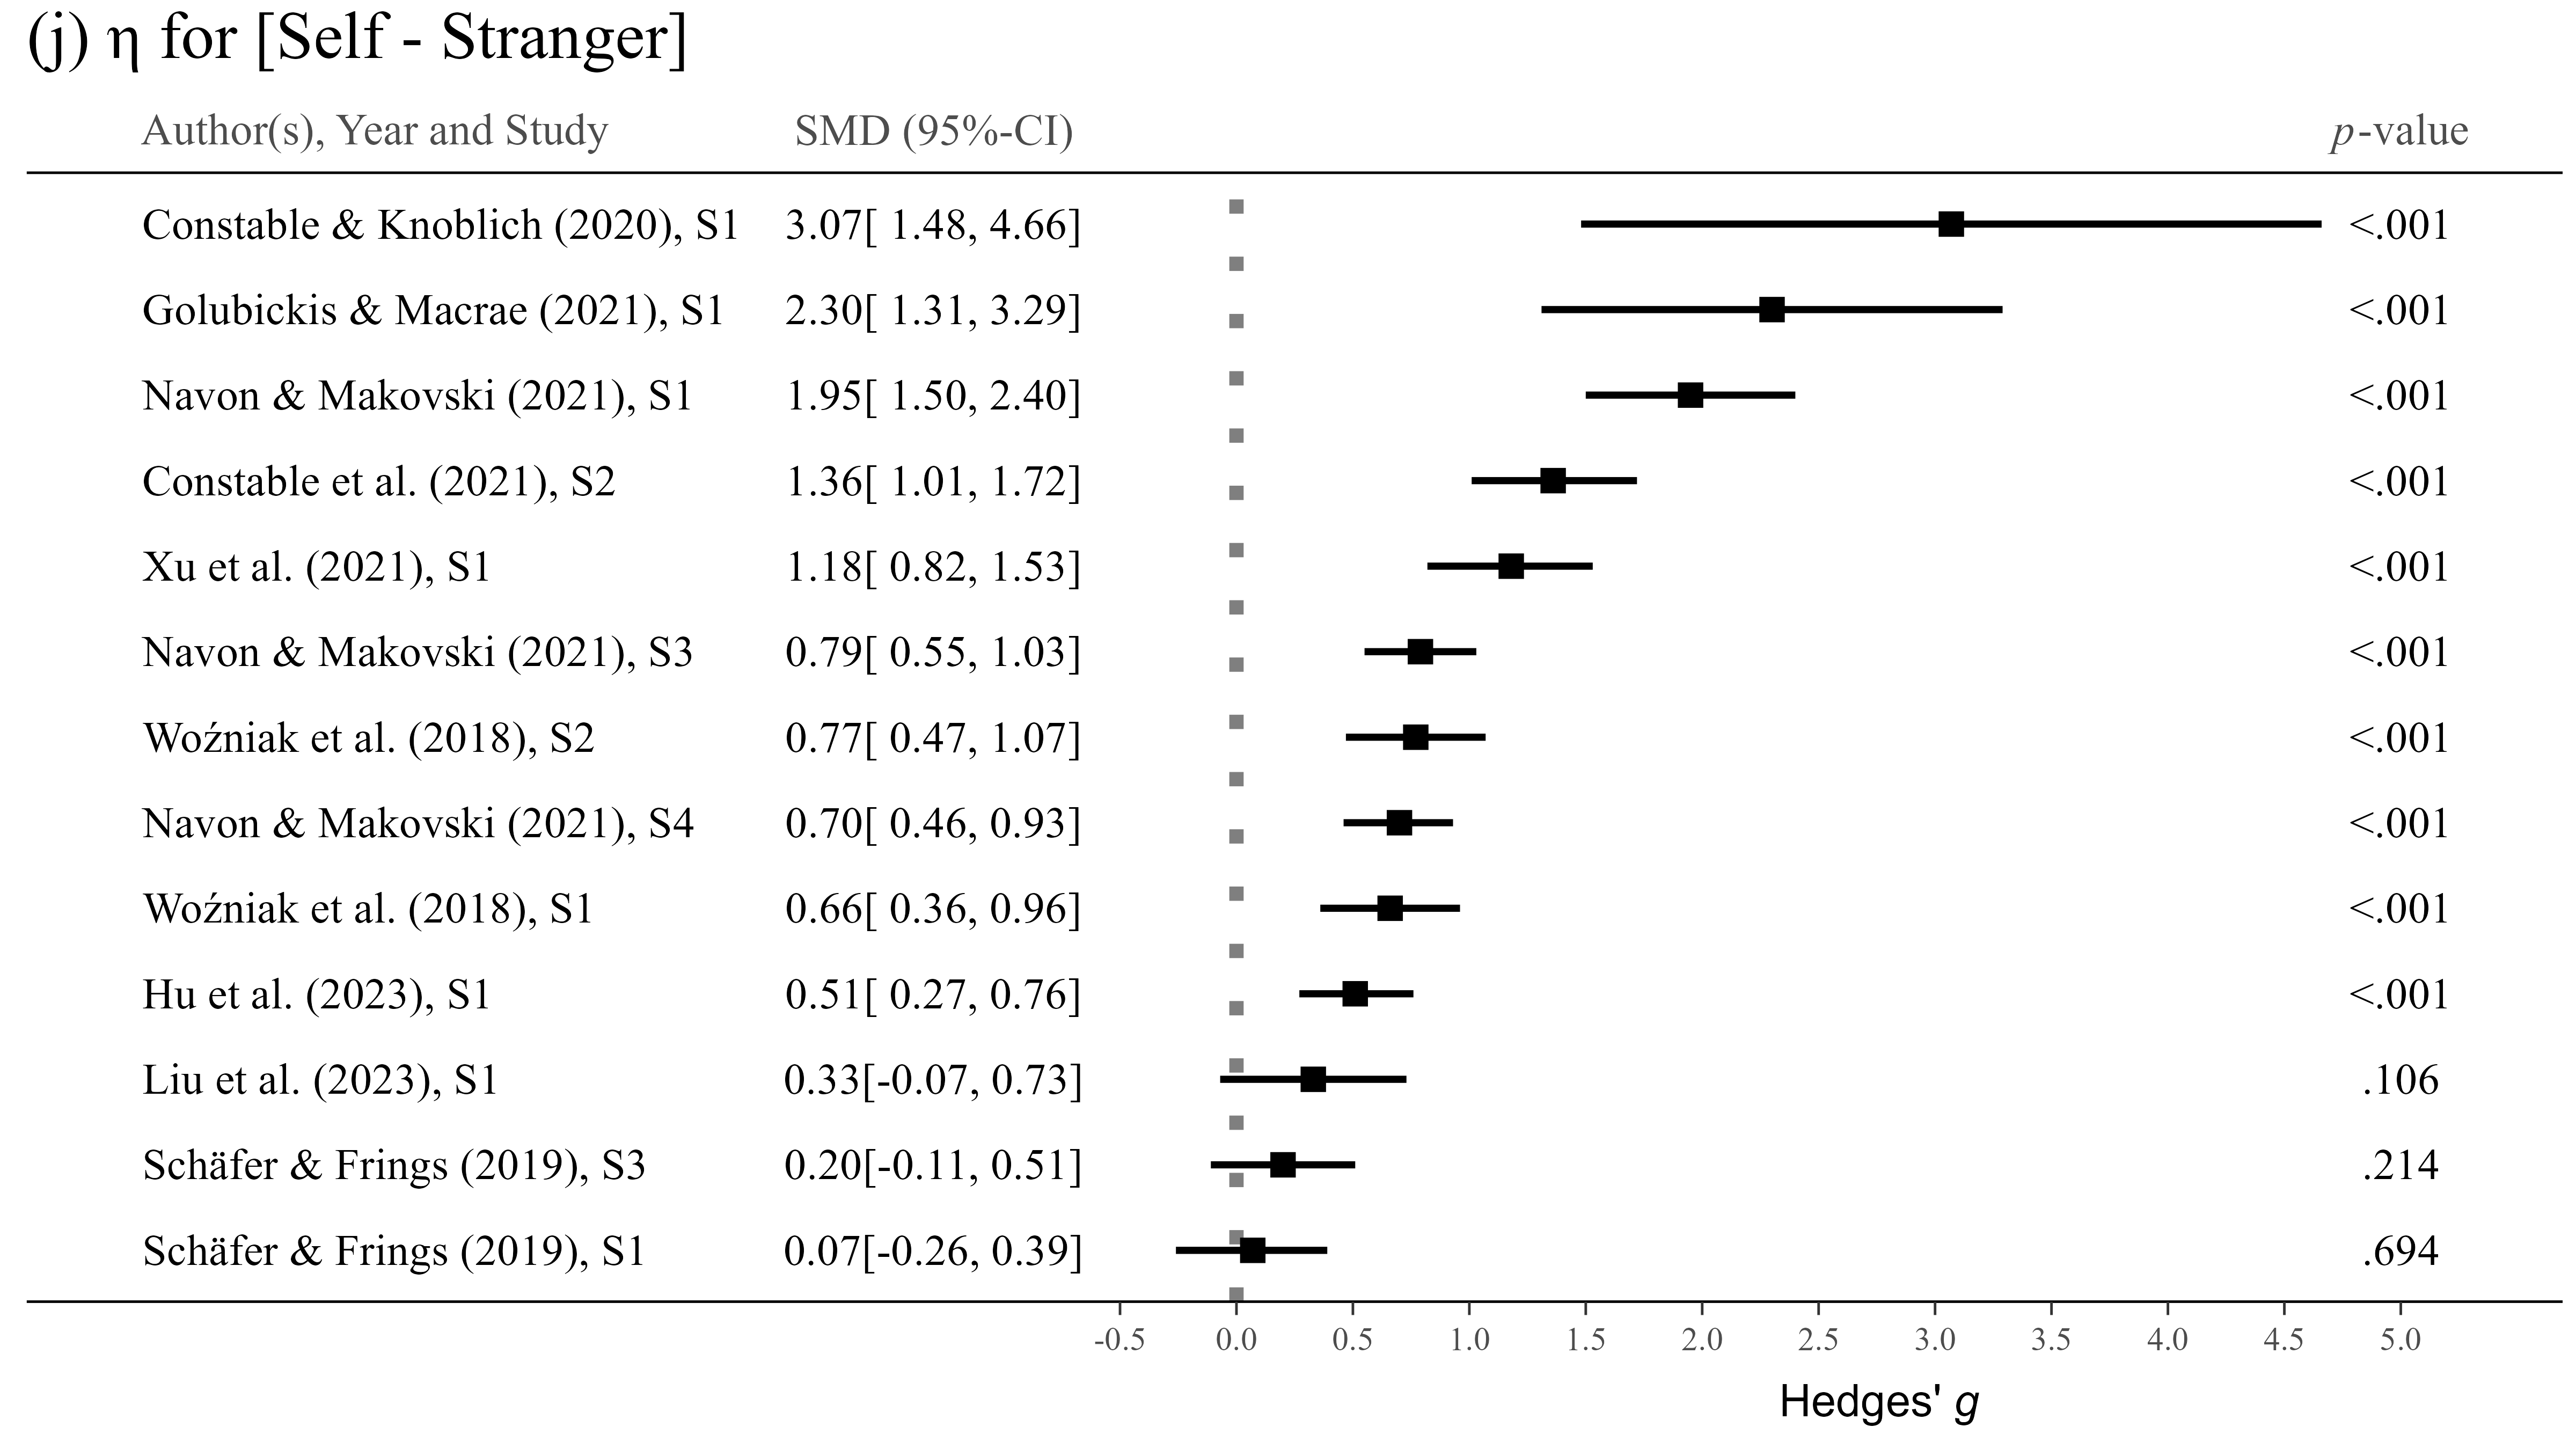 (j) η for [Self - Stranger]
Author(s), Year and Study SMD (95%-CI) p-value
Constable & Knoblich (2020), S1 3.07[ 1.48, 4.66] <.001
Golubickis & Macrae (2021), S1 2.30[ 1.31, 3.29] <.001
Navon & Makovski (2021), S1 1.95[ 1.50, 2.40] <.001
Constable et al. (2021), S2 1.36[ 1.01, 1.72] <.001
Xu et al. (2021), S1 1.18[ 0.82, 1.53] <.001
Navon & Makovski (2021), S3 0.79[ 0.55, 1.03] <.001
Woźniak et al. (2018), S2 0.77[ 0.47, 1.07] <.001
Navon & Makovski (2021), S4 0.70[ 0.46, 0.93] <.001
Woźniak et al. (2018), S1 0.66[ 0.36, 0.96] <.001
Hu et al. (2023), S1 0.51[ 0.27, 0.76] <.001
Liu et al. (2023), S1 0.33[-0.07, 0.73] .106
Schäfer & Frings (2019), S3 0.20[-0.11, 0.51] .214
Schäfer & Frings (2019), S1 0.07[-0.26, 0.39] .694
-0.5 0.0 0.5 1.0 1.5 2.0 2.5 3.0 3.5 4.0 4.5 5.0
Hedges' g